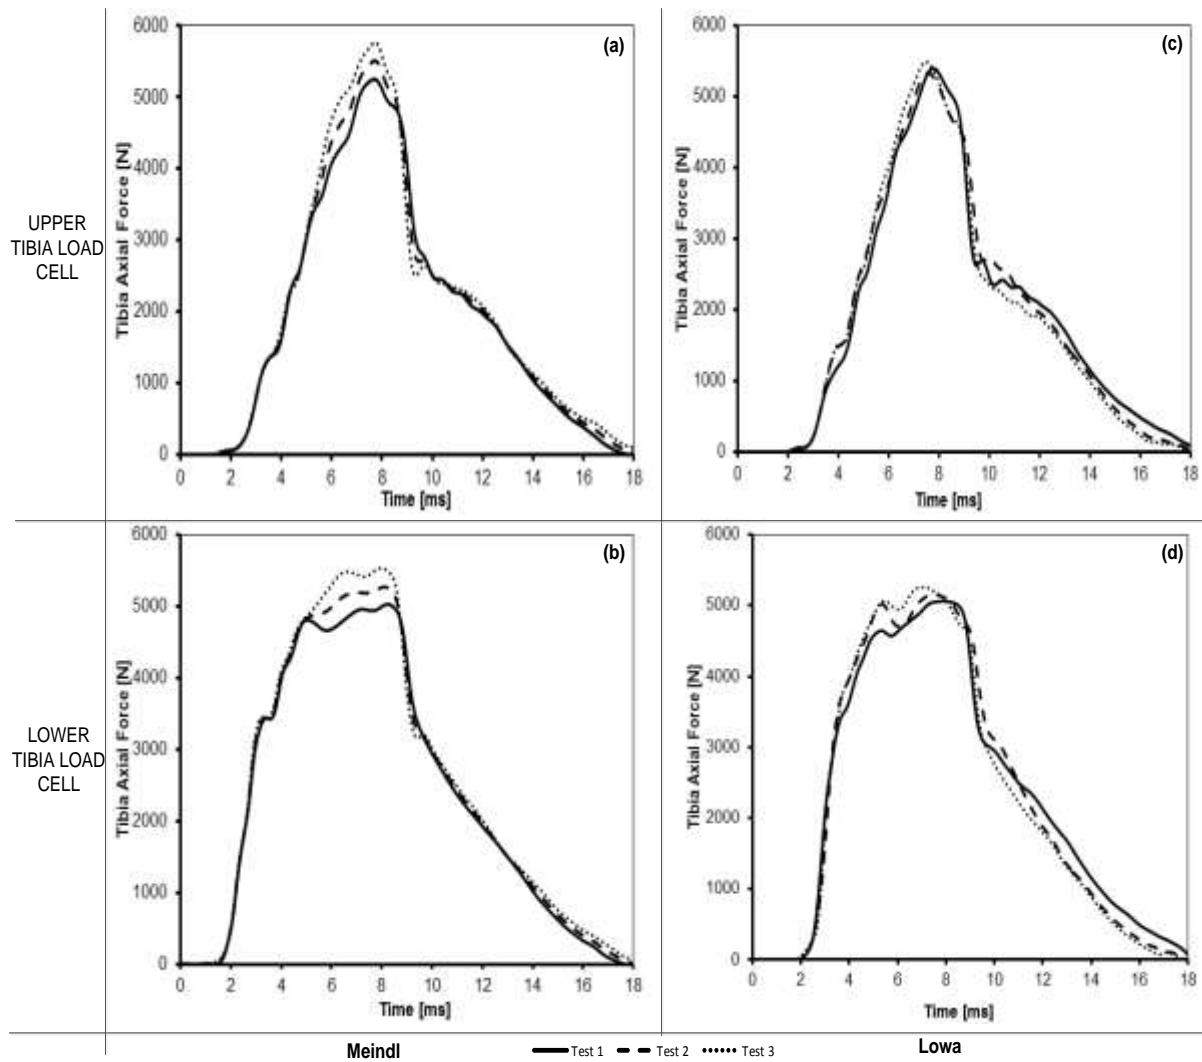 UPPER
TIBIA LOAD
CELL
Tibia Axial Force [N]
6000
5000
4000
3000
2000
1000
0
(a)
0 2 4 6 8 10 12 14 16 18
Time [ms]
Tibia Axial Force [N]
6000
5000
4000
3000
2000
1000
0
(c)
0 2 4 6 8 10 12 14 16 18
Time [ms]
LOWER
TIBIA LOAD
CELL
Tibia Axial Force [N]
6000
5000
4000
3000
2000
1000
0
(b)
0 2 4 6 8 10 12 14 16 18
Time [ms]
Tibia Axial Force [N]
6000
5000
4000
3000
2000
1000
0
(d)
0 2 4 6 8 10 12 14 16 18
Time [ms]
Meindl
Test 1 Test 2 Test 3
Lowa